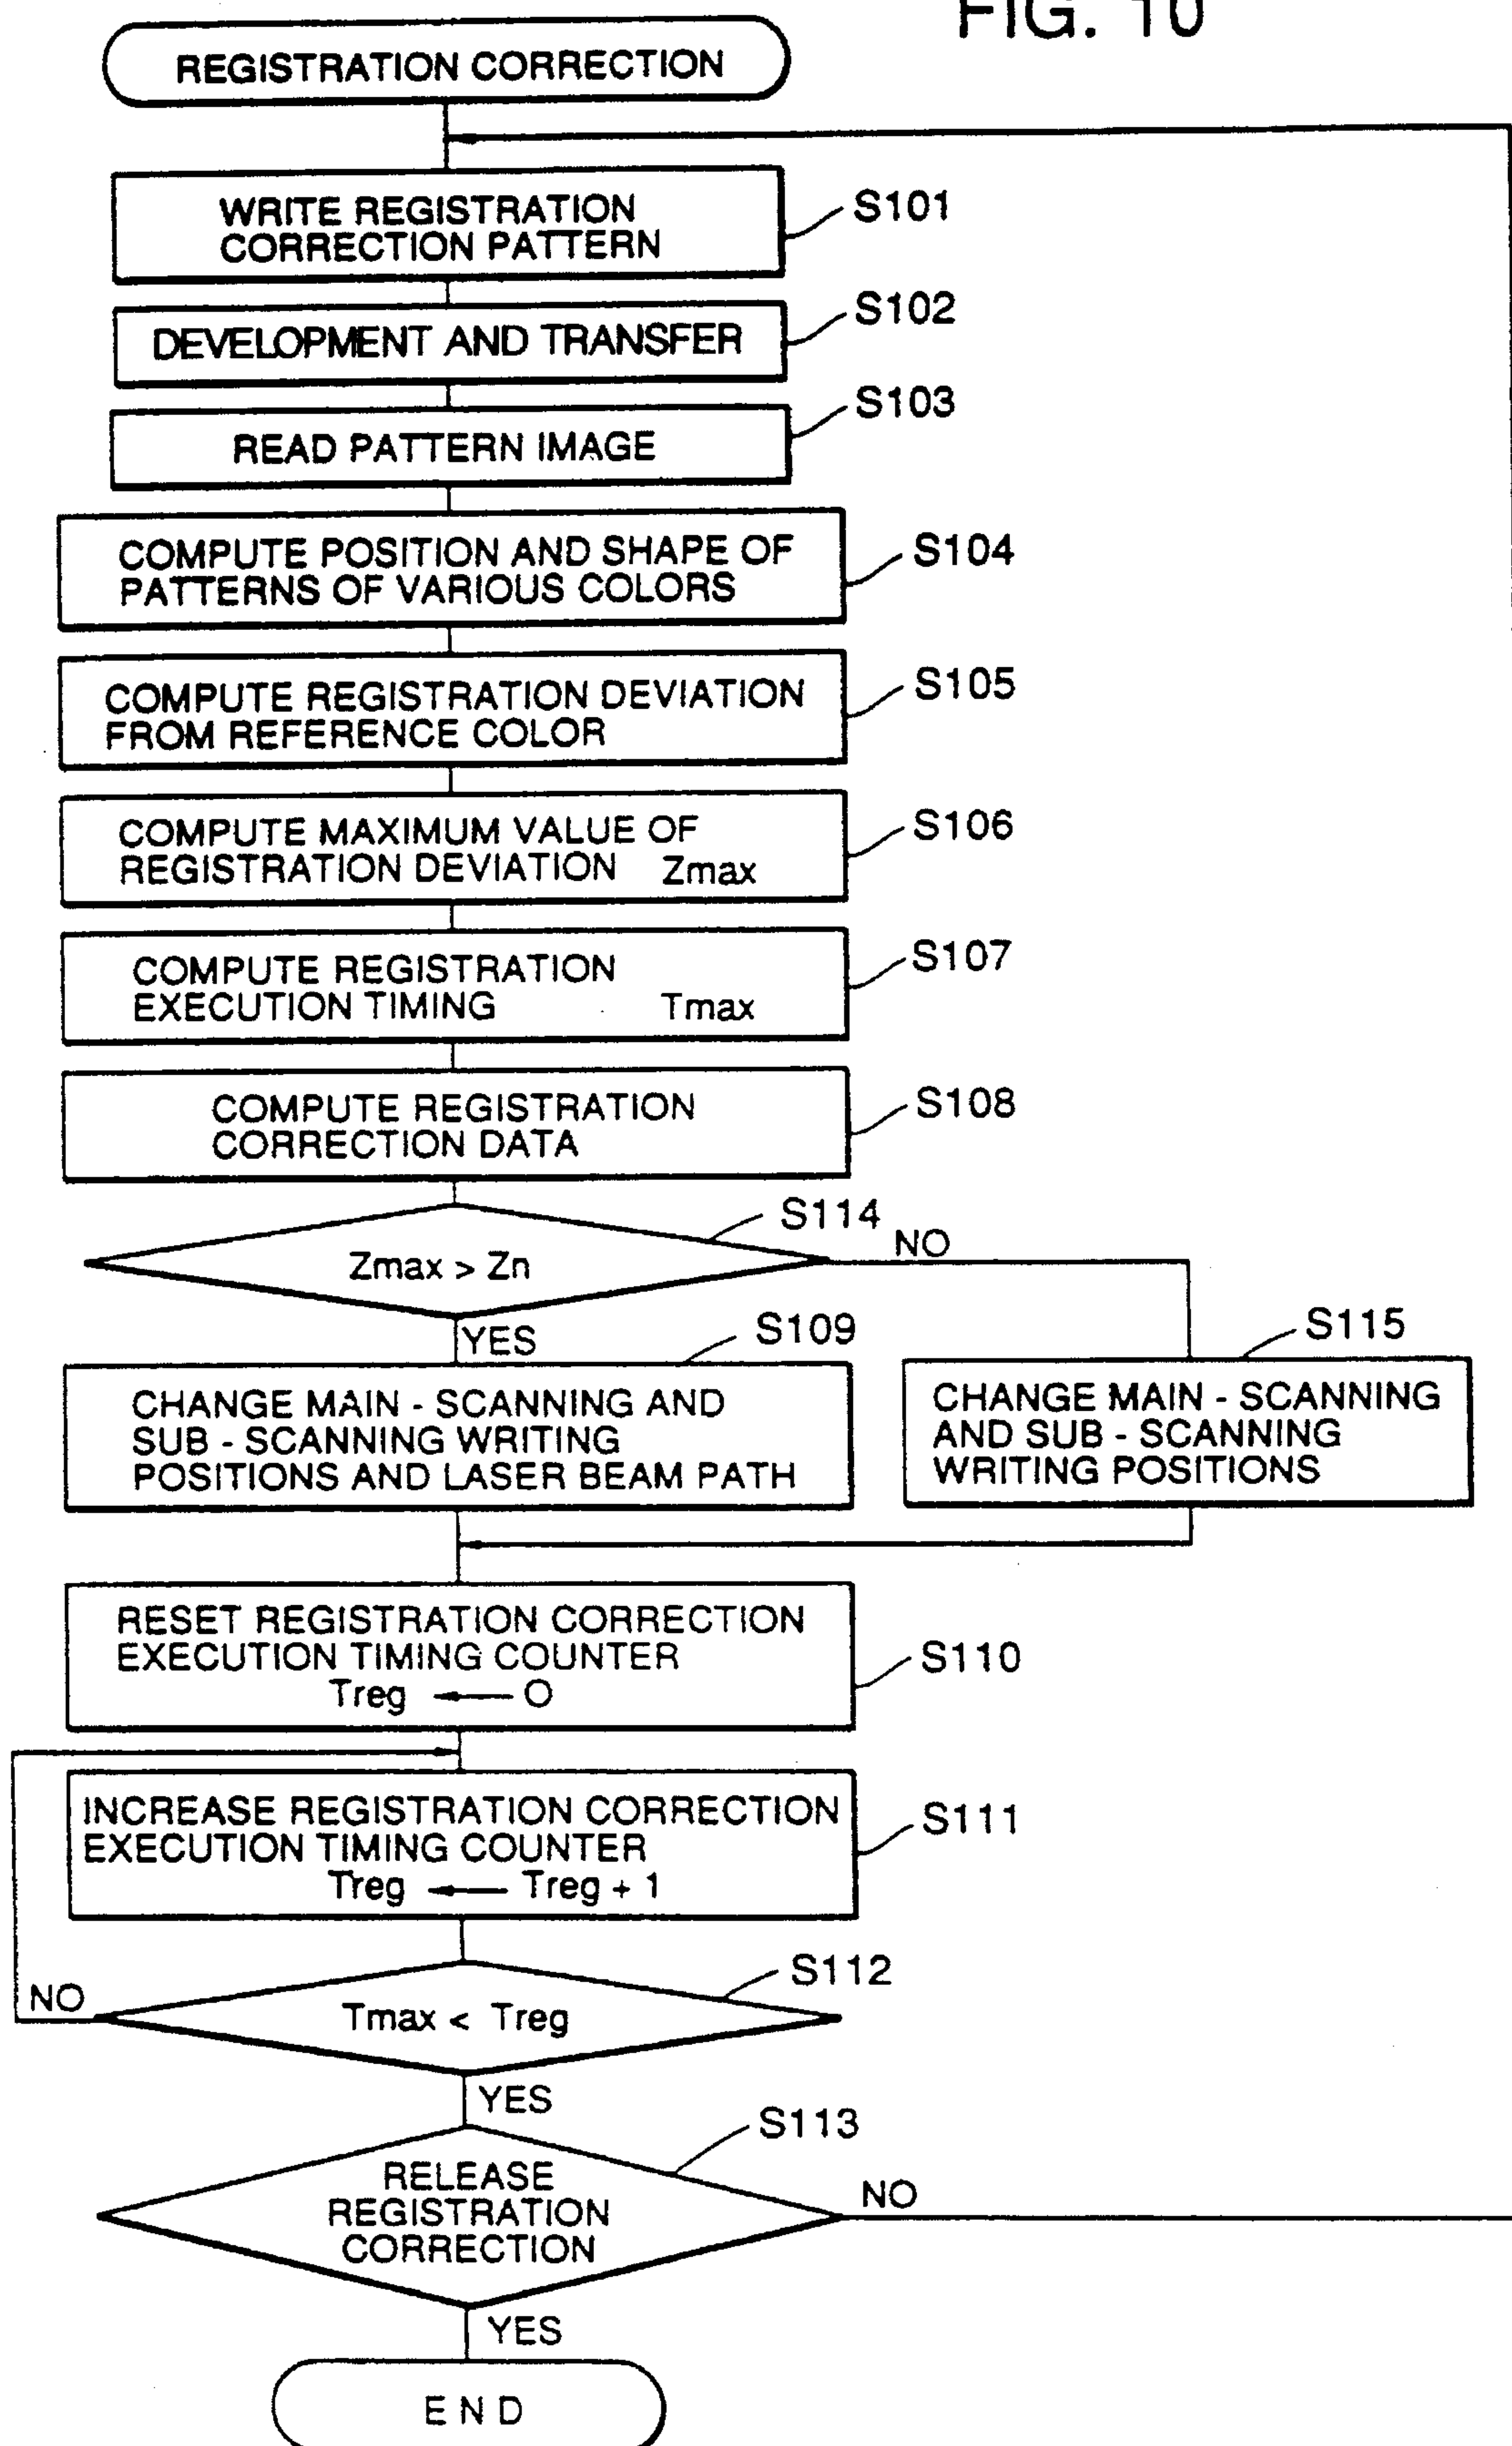 FIG. 10
REGISTRATION CORRECTION
WRITE REGISTRATION
CORRECTION PATTERN
S101
DEVELOPMENT AND TRANSFER
S102
READ PATTERN IMAGE
S103
COMPUTE POSITION AND SHAPE OF
PATTERNS OF VARIOUS COLORS
S104
COMPUTE REGISTRATION DEVIATION
FROM REFERENCE COLOR
S105
COMPUTE MAXIMUM VALUE OF
REGISTRATION DEVIATION Zmax
S106
COMPUTE REGISTRATION
EXECUTION TIMING Tmax
S107
COMPUTE REGISTRATION
CORRECTION DATA
S108
S114
Zmax > Zn
NO
YES
S109
CHANGE MAIN - SCANNING AND
SUB - SCANNING WRITING
POSITIONS AND LASER BEAM PATH
S115
CHANGE MAIN - SCANNING
AND SUB - SCANNING
WRITING POSITIONS
RESET REGISTRATION CORRECTION
EXECUTION TIMING COUNTER
Treg ← O
S110
INCREASE REGISTRATION CORRECTION
EXECUTION TIMING COUNTER
Treg ← Treg + 1
S111
S112
NO
Tmax < Treg
YES
S113
RELEASE
REGISTRATION
CORRECTION
NO
YES
END